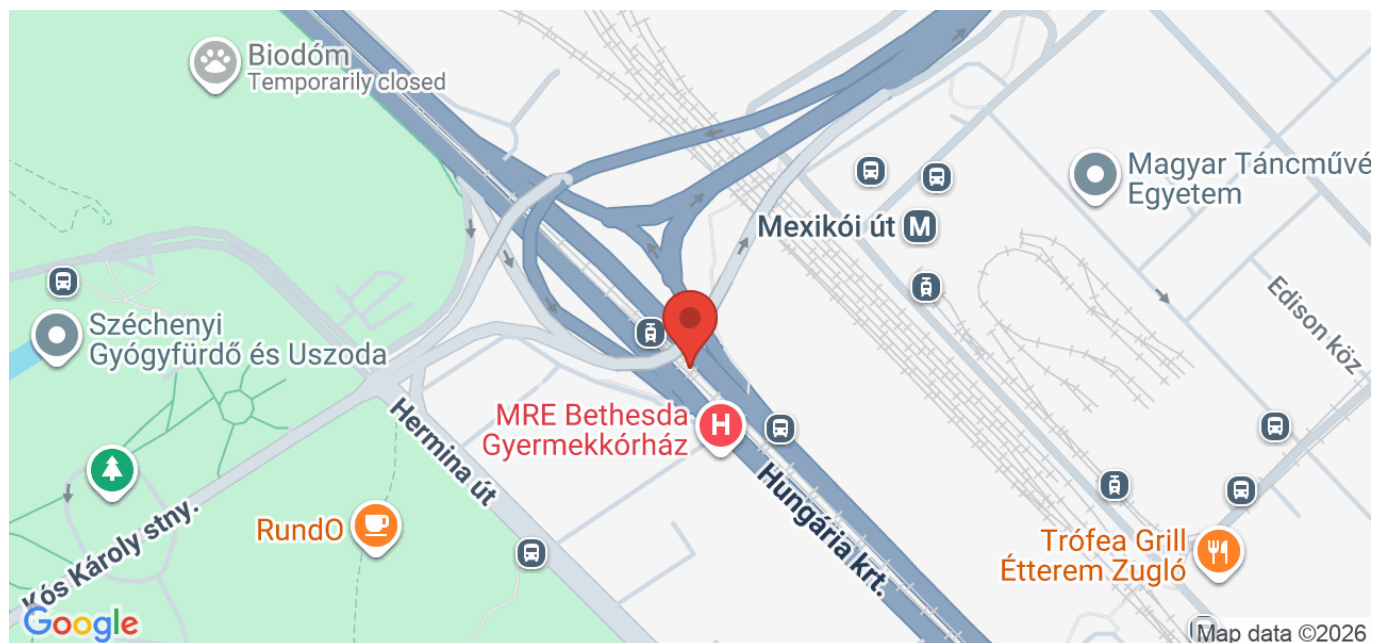 Biodóm
Temporarily closed
Magyar Táncművé
Egyetem
Mexikói út
M
Edison köz
Széchenyi
Gyógyfürdő és Uszoda
MRE Bethesda
Gyermekkórház
H
Hermina út
Hungária krt.
RundO
Kós Károly stny.
Trófea Grill
Étterem Zugló
Google
Map data ©2026